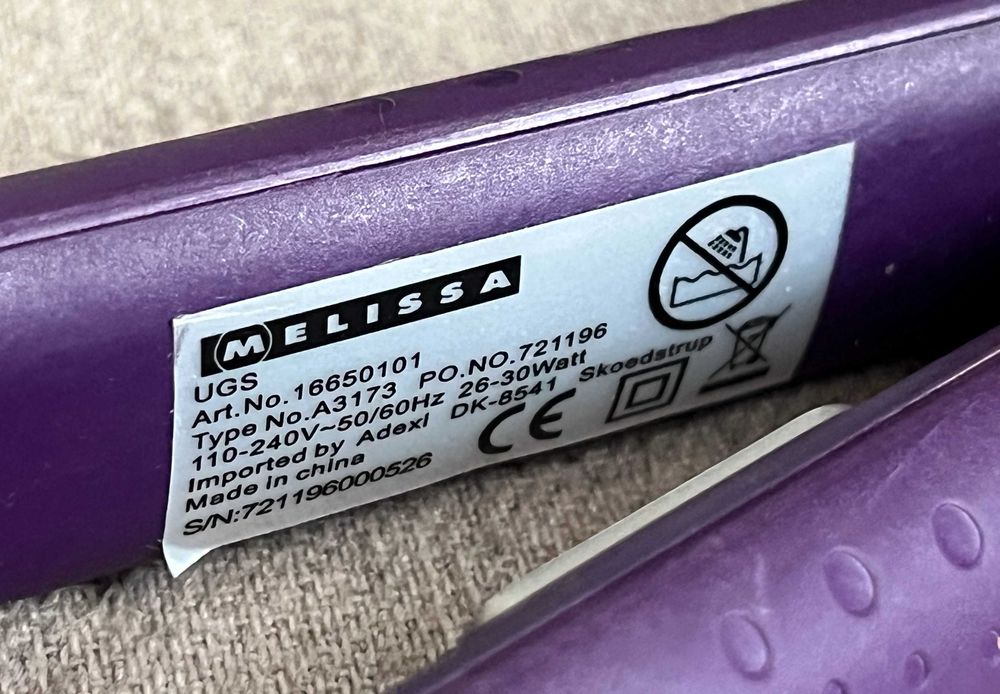 MELISSA
UGS
Art.No.16650101
Type No.A3173 PO.NO.721196
110-240V~50/60Hz 26-30Watt
Imported by Adexi DK-8541 Skoedstrup
Made in china
S/N:721196000526
CE